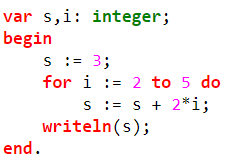 var s,i: integer;
begin
    s := 3;
    for i := 2 to 5 do
        s := s + 2*i;
    writeln(s);
end.